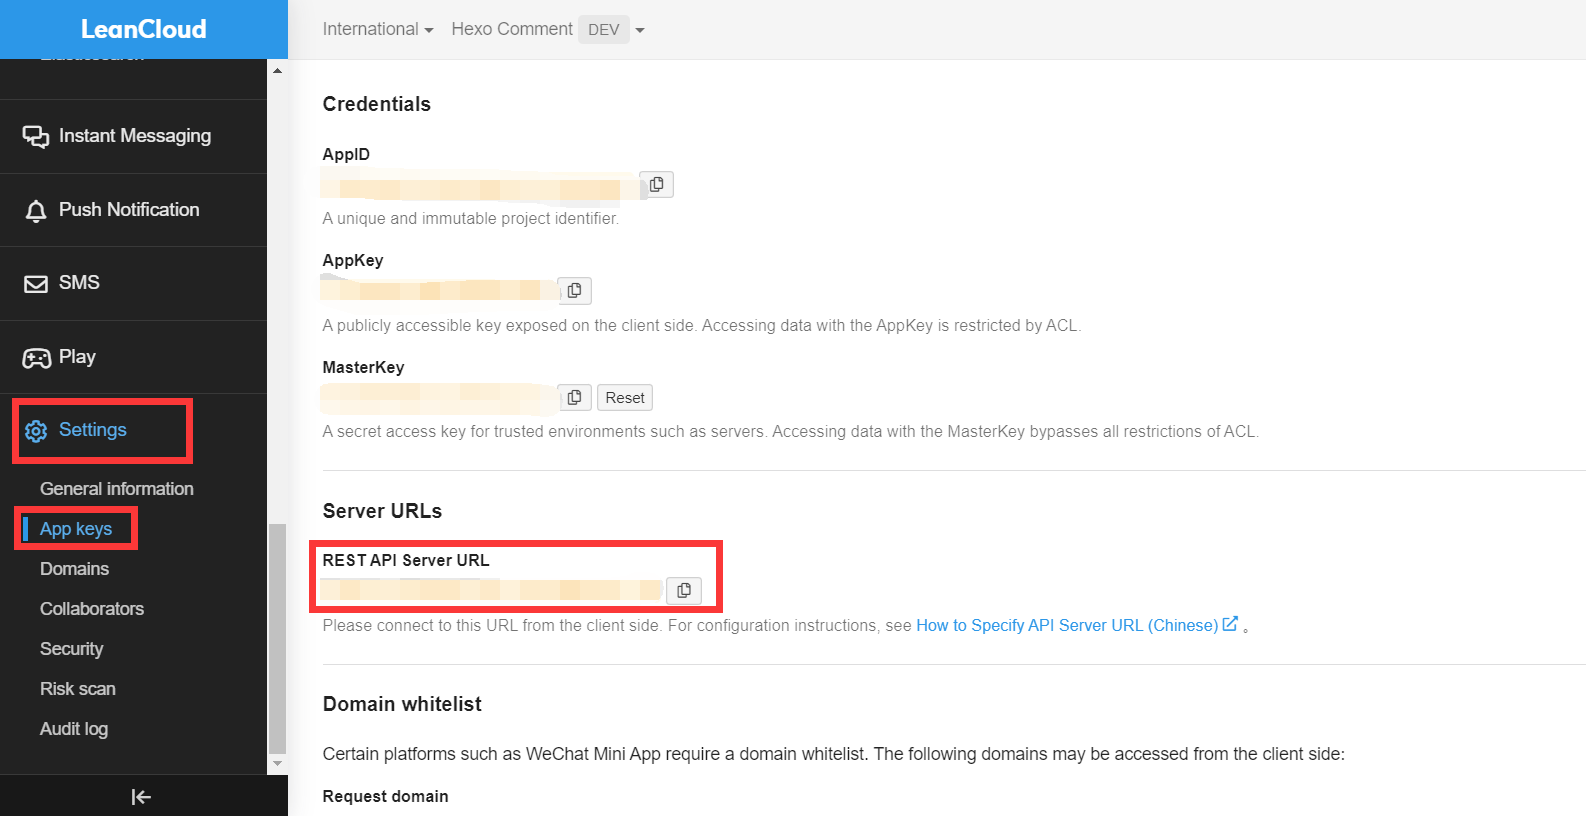 LeanCloud
International
Hexo Comment
DEV
Instant Messaging
Push Notification
SMS
Play
Settings
General information
App keys
Domains
Collaborators
Security
Risk scan
Audit log
Credentials
AppID
A unique and immutable project identifier.
AppKey
A publicly accessible key exposed on the client side. Accessing data with the AppKey is restricted by ACL.
MasterKey
Reset
A secret access key for trusted environments such as servers. Accessing data with the MasterKey bypasses all restrictions of ACL.
Server URLs
REST API Server URL
Please connect to this URL from the client side. For configuration instructions, see How to Specify API Server URL (Chinese) 。
Domain whitelist
Certain platforms such as WeChat Mini App require a domain whitelist. The following domains may be accessed from the client side:
Request domain